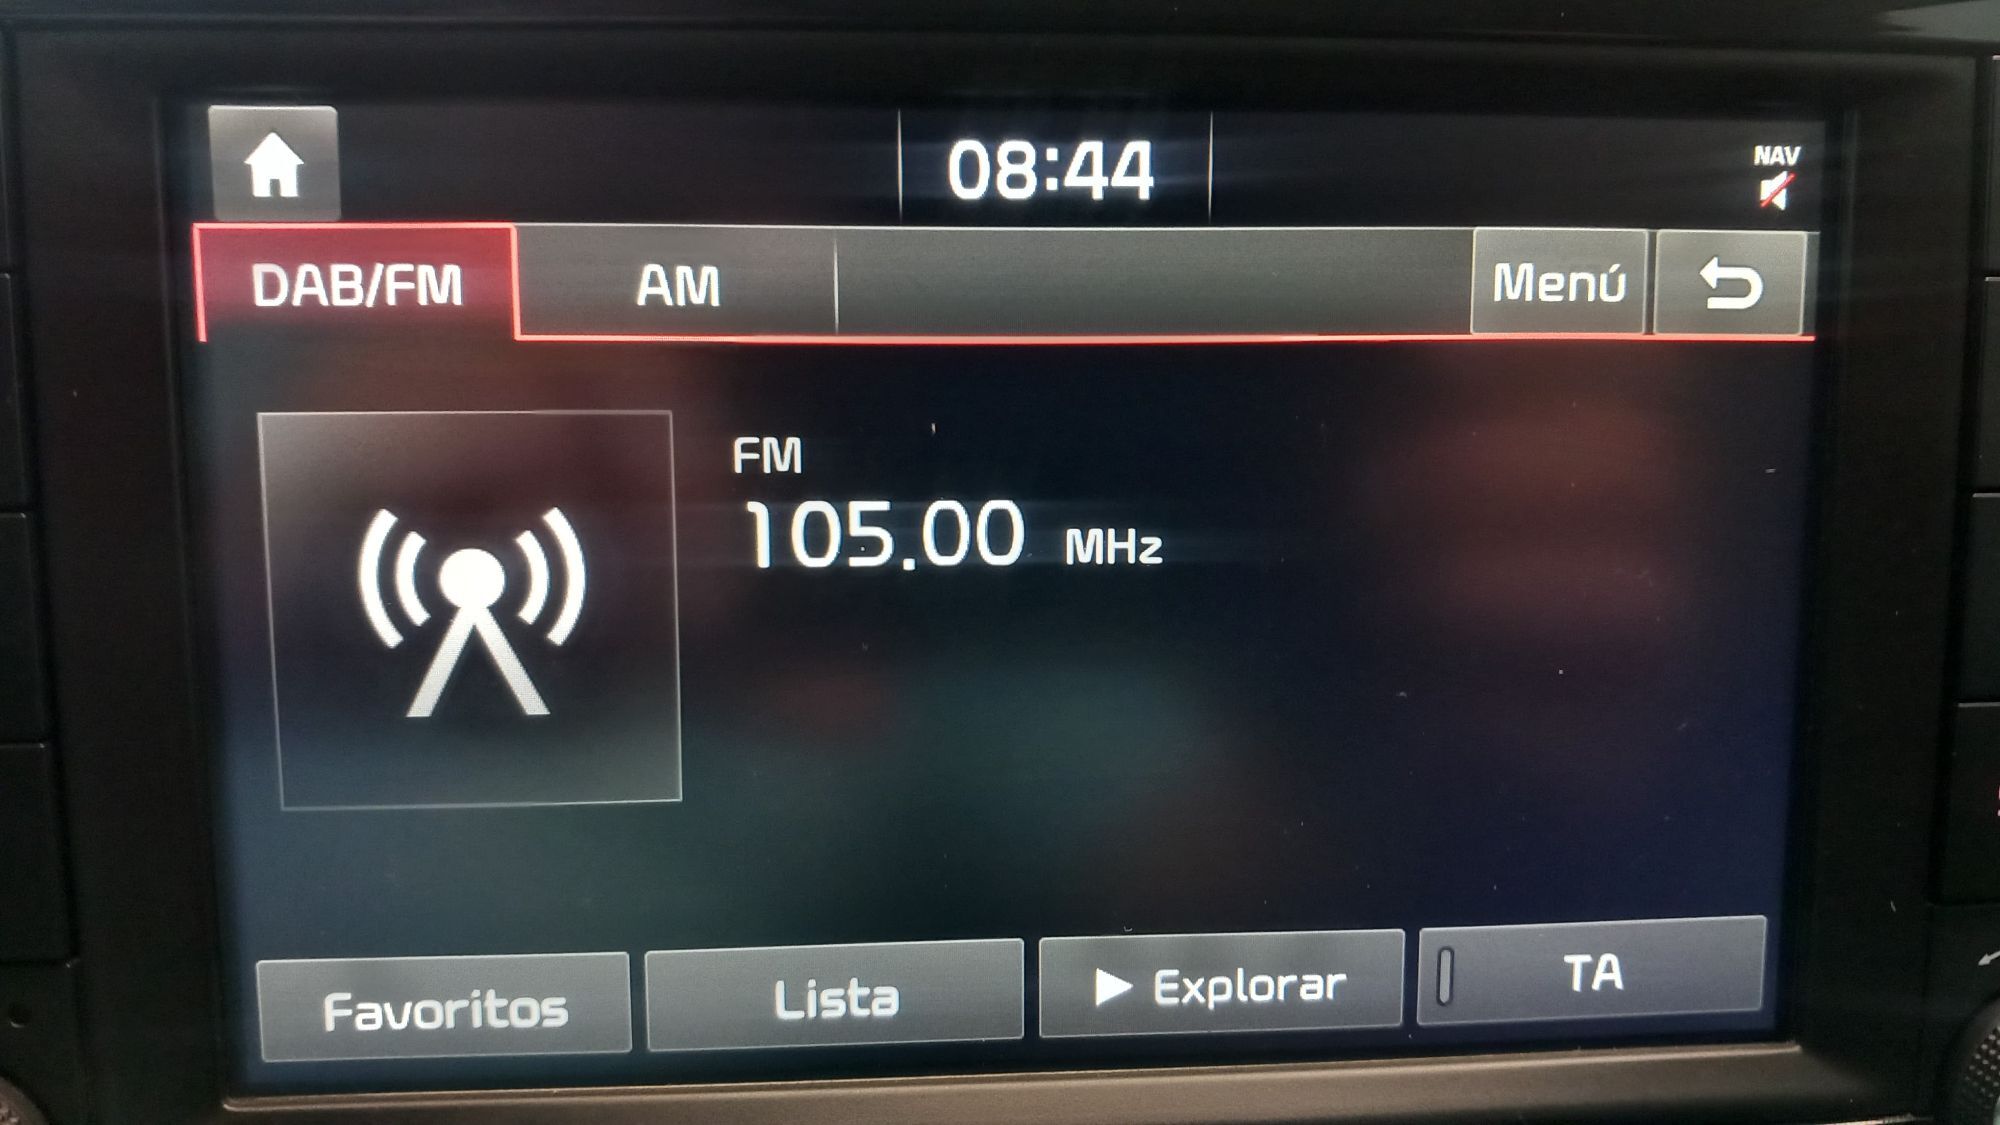 08:44
NAV
DAB/FM
AM
Menú
FM
105.00 MHz
Favoritos
Lista
Explorar
TA